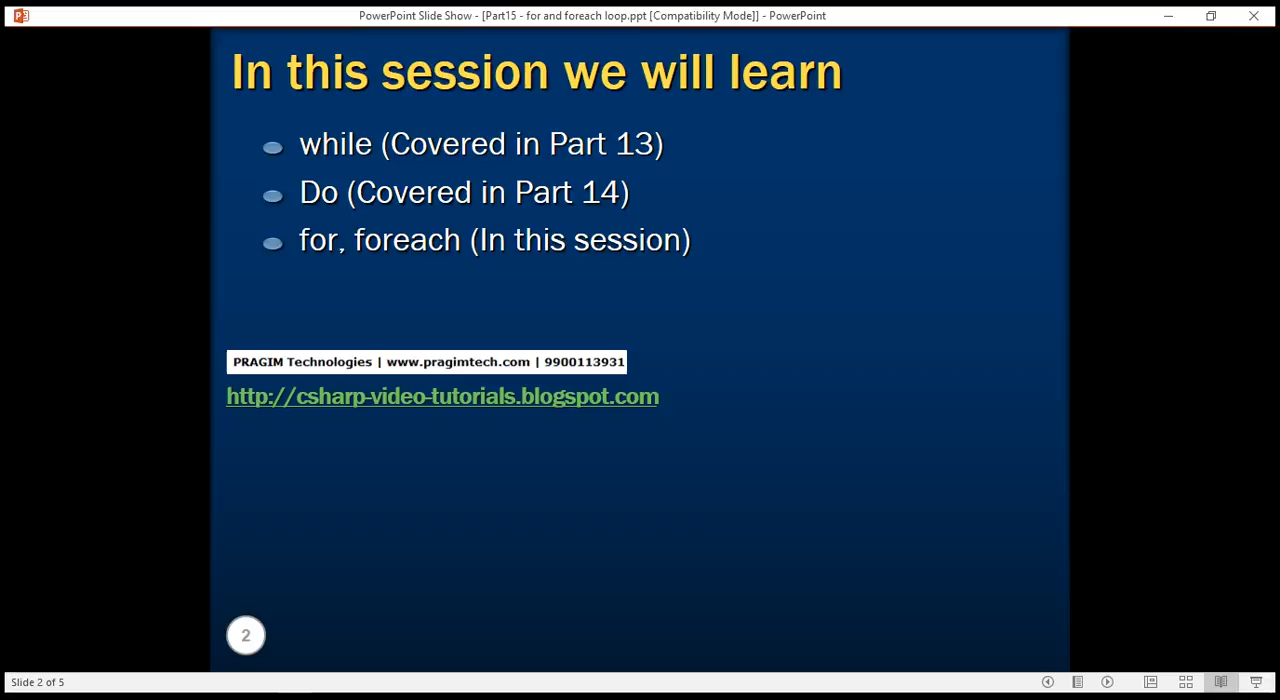 PowerPoint Slide Show - [Part15 - for and foreach loop.ppt [Compatibility Mode]] - PowerPoint
In this session we will learn
while (Covered in Part 13)
Do (Covered in Part 14)
for, foreach (In this session)
PRAGIM Technologies | www.pragimtech.com | 9900113931
http://csharp-video-tutorials.blogspot.com
2
Slide 2 of 5